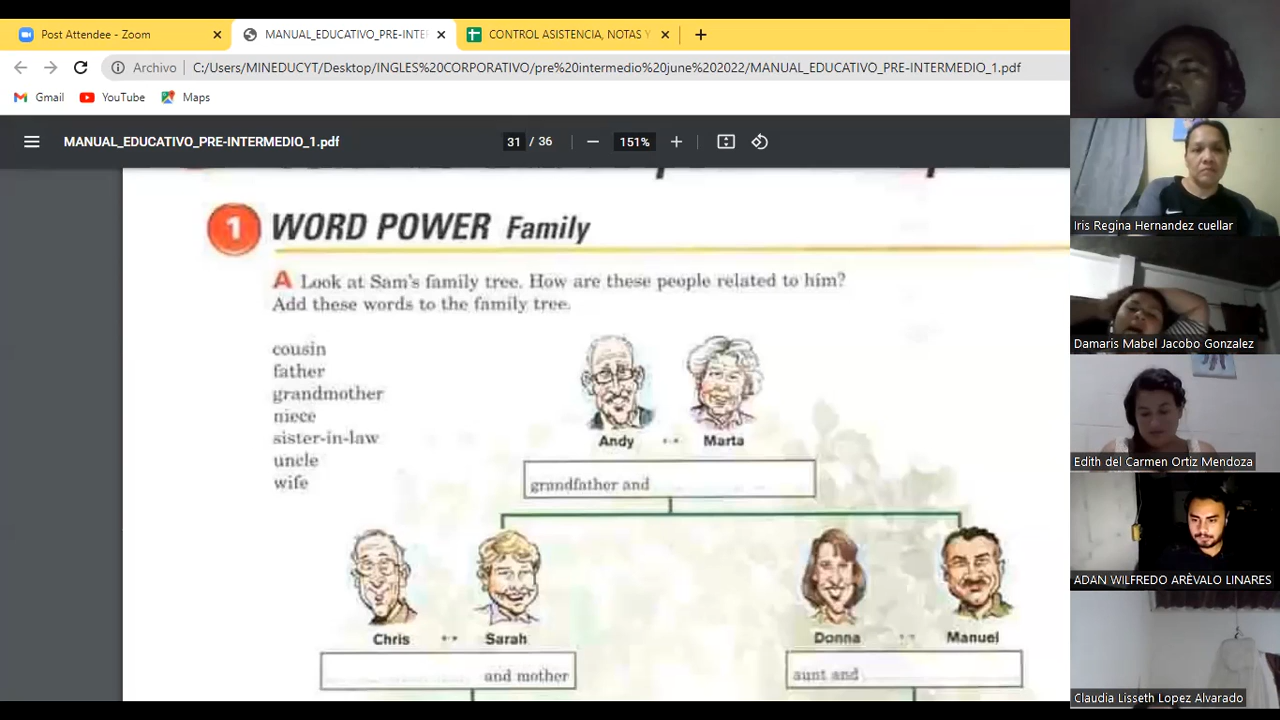 Post Attendee - Zoom
MANUAL_EDUCATIVO_PRE-INTE
CONTROL ASISTENCIA, NOTAS Y
Archivo
C:/Users/MINEDUCYT/Desktop/INGLES%20CORPORATIVO/pre%20intermedio%20june%202022/MANUAL_EDUCATIVO_PRE-INTERMEDIO_1.pdf
Gmail
YouTube
Maps
MANUAL_EDUCATIVO_PRE-INTERMEDIO_1.pdf
31 / 36
151%
1 WORD POWER Family
A Look at Sam's family tree. How are these people related to him?
Add these words to the family tree.
cousin
father
grandmother
niece
sister-in-law
uncle
wife
Andy
Marta
grandfather and
Chris
Sarah
Donna
Manuel
and mother
aunt and
Iris Regina Hernandez cuellar
Damaris Mabel Jacobo Gonzalez
Edith del Carmen Ortiz Mendoza
ADAN WILFREDO ARÈVALO LINARES
Claudia Lisseth Lopez Alvarado